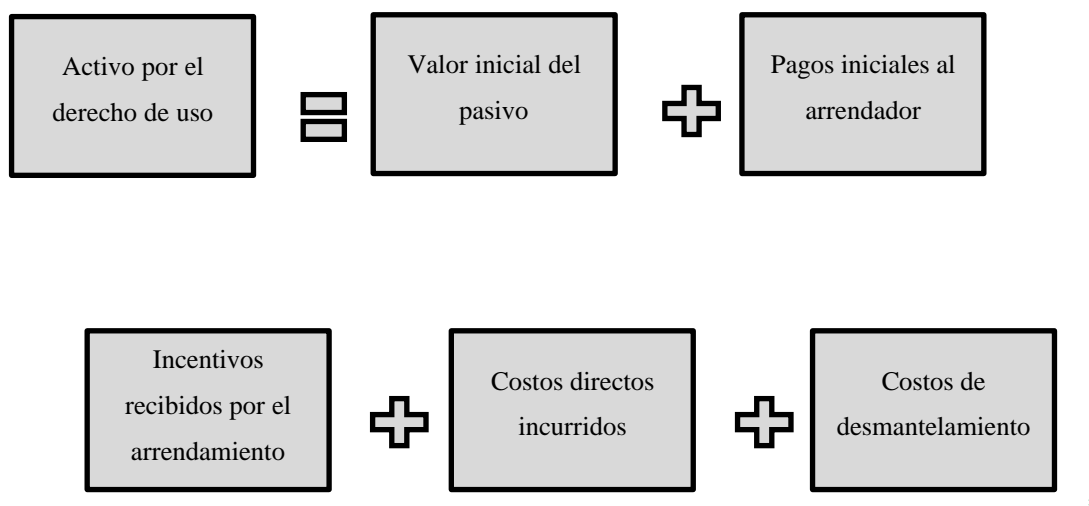 Activo por el
derecho de uso
Valor inicial del
pasivo
Pagos iniciales al
arrendador
Incentivos
recibidos por el
arrendamiento
Costos directos
incurridos
Costos de
desmantelamiento